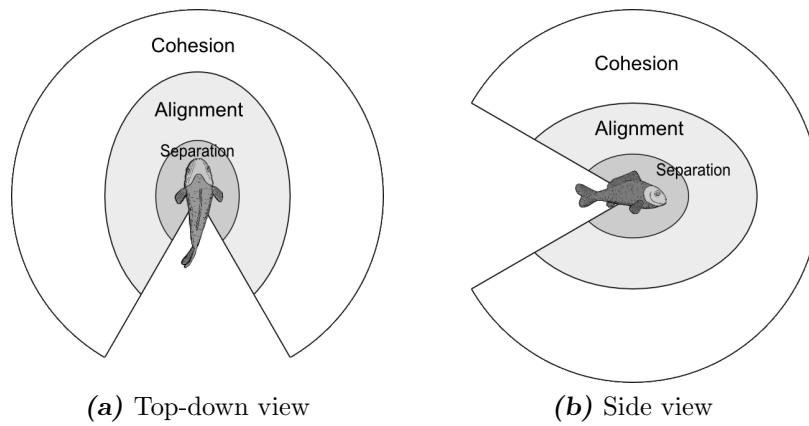 Cohesion
Alignment
Separation
(a) Top-down view
Cohesion
Alignment
Separation
(b) Side view